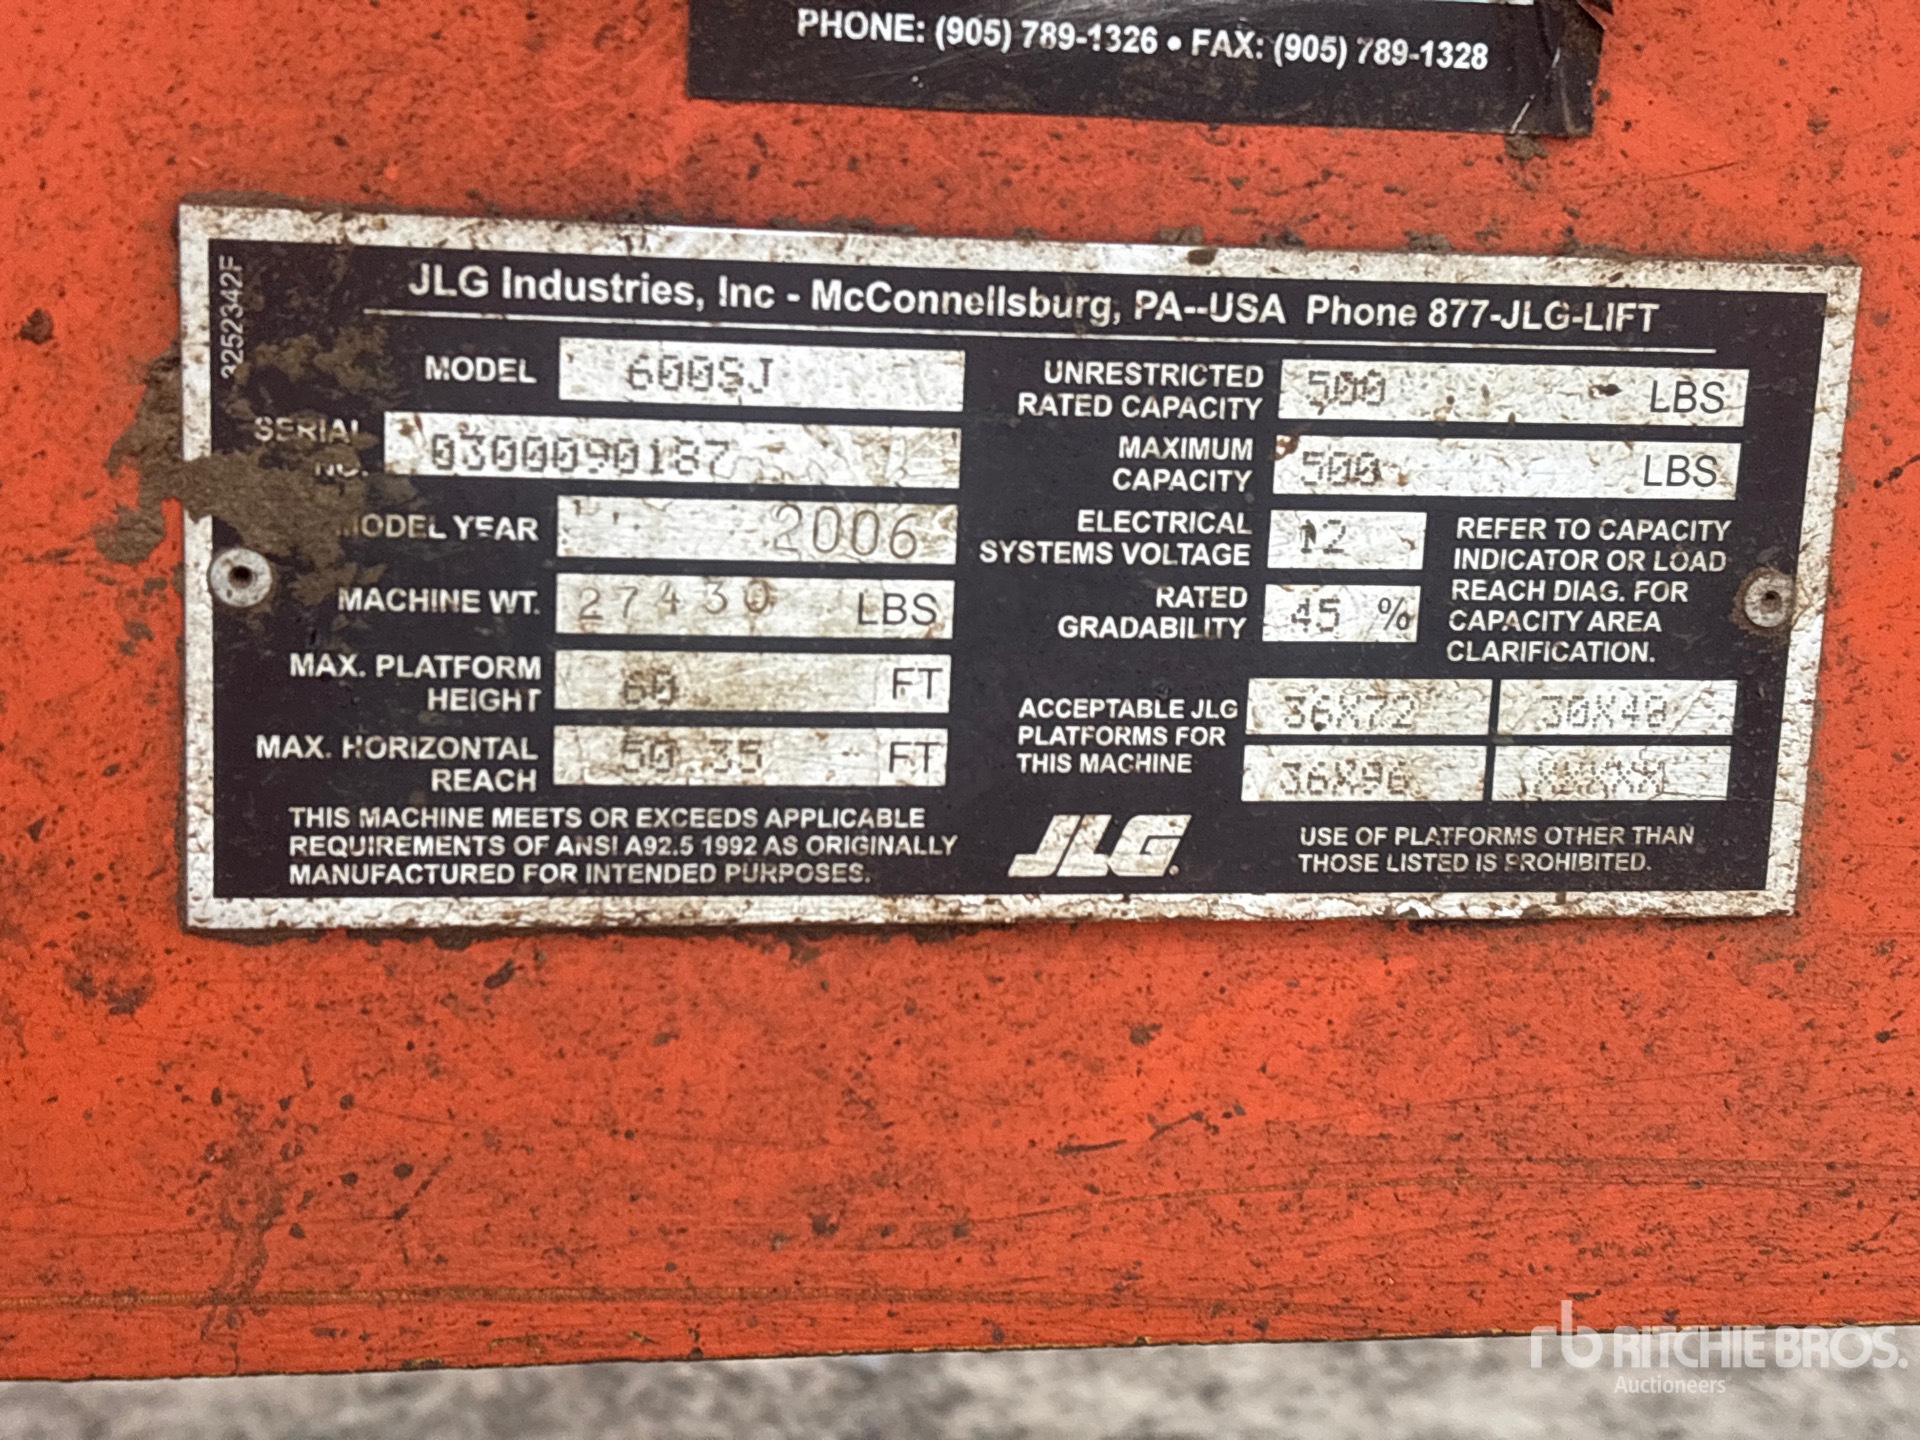 PHONE: (905) 789-1326 • FAX: (905) 789-1328
3252342F
JLG Industries, Inc - McConnellsburg, PA--USA Phone 877-JLG-LIFT
MODEL 600SJ
SERIAL NO. 0300090187
MODEL YEAR 2006
MACHINE WT. 27430 LBS
MAX. PLATFORM HEIGHT 60 FT
MAX. HORIZONTAL REACH 50.35 FT
THIS MACHINE MEETS OR EXCEEDS APPLICABLE
REQUIREMENTS OF ANSI A92.5 1992 AS ORIGINALLY
MANUFACTURED FOR INTENDED PURPOSES.
UNRESTRICTED RATED CAPACITY 500 LBS
MAXIMUM CAPACITY 500 LBS
ELECTRICAL SYSTEMS VOLTAGE 12
RATED GRADABILITY 45 %
REFER TO CAPACITY
INDICATOR OR LOAD
REACH DIAG. FOR
CAPACITY AREA
CLARIFICATION.
ACCEPTABLE JLG
PLATFORMS FOR
THIS MACHINE
36X72 30X48
36X96
JLG
USE OF PLATFORMS OTHER THAN
THOSE LISTED IS PROHIBITED.
rb RITCHIE BROS.
Auctioneers